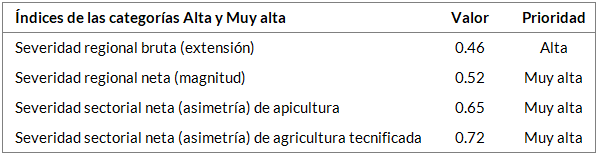 Índices de las categorías Alta y Muy alta Valor Prioridad
Severidad regional bruta (extensión) 0.46 Alta
Severidad regional neta (magnitud) 0.52 Muy alta
Severidad sectorial neta (asimetría) de apicultura 0.65 Muy alta
Severidad sectorial neta (asimetría) de agricultura tecnificada 0.72 Muy alta